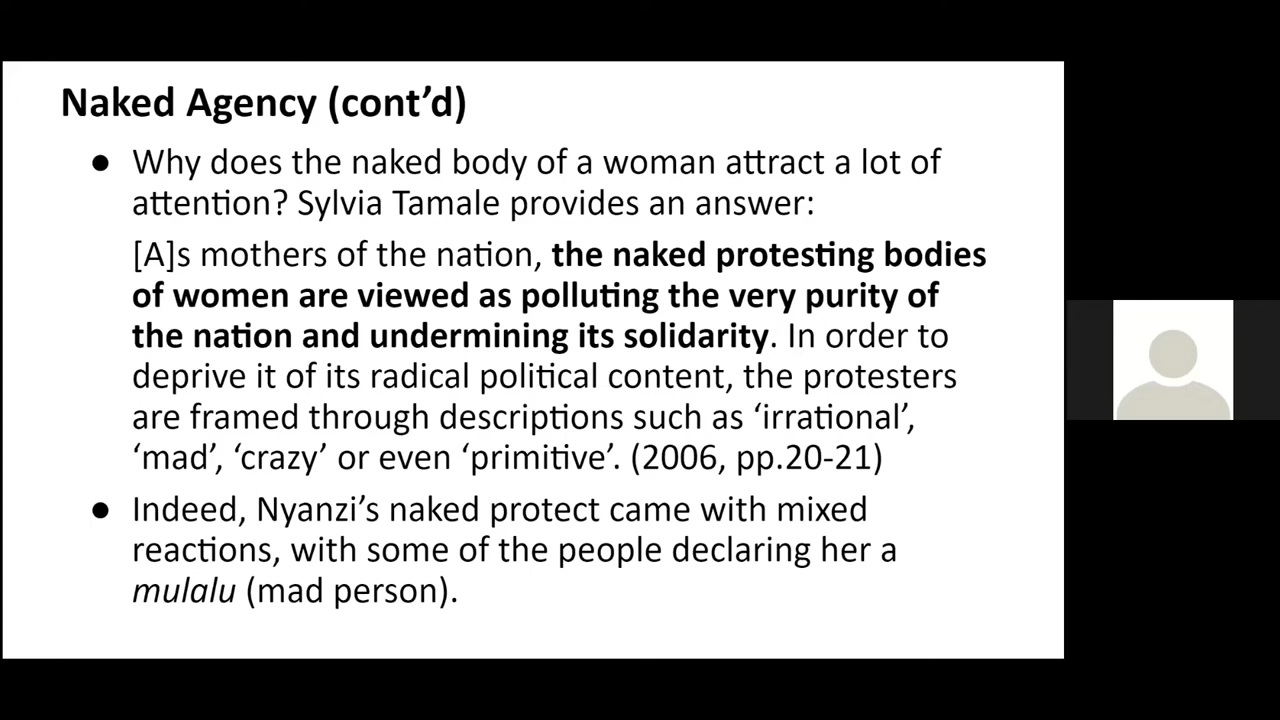 Naked Agency (cont’d)
● Why does the naked body of a woman attract a lot of
attention? Sylvia Tamale provides an answer:
[A]s mothers of the nation, the naked protesting bodies
of women are viewed as polluting the very purity of
the nation and undermining its solidarity. In order to
deprive it of its radical political content, the protesters
are framed through descriptions such as ‘irrational’,
‘mad’, ‘crazy’ or even ‘primitive’. (2006, pp.20-21)
● Indeed, Nyanzi’s naked protect came with mixed
reactions, with some of the people declaring her a
mulalu (mad person).